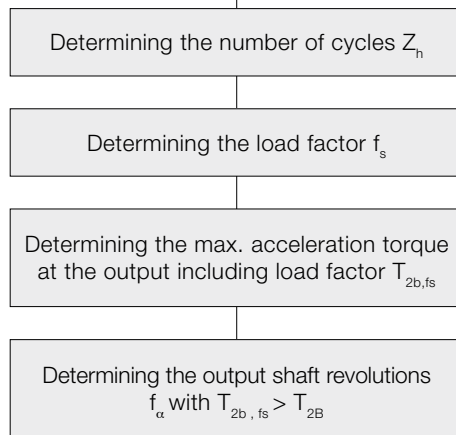 Determining the number of cycles Z_h
Determining the load factor f_s
Determining the max. acceleration torque
at the output including load factor T_2b,fs
Determining the output shaft revolutions
f_α with T_2b, fs > T_2B